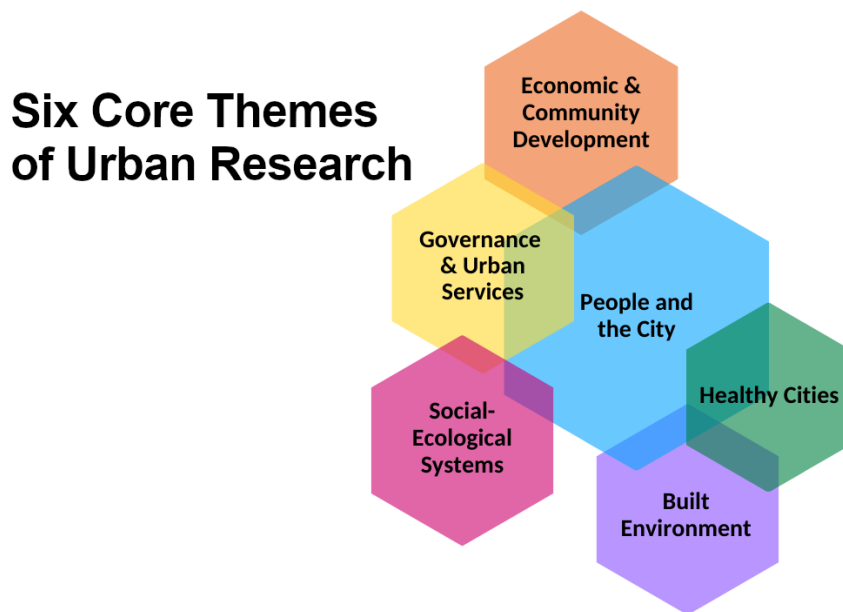 Six Core Themes
of Urban Research
Economic &
Community
Development
Governance
& Urban
Services
People and
the City
Healthy Cities
Social-
Ecological
Systems
Built
Environment